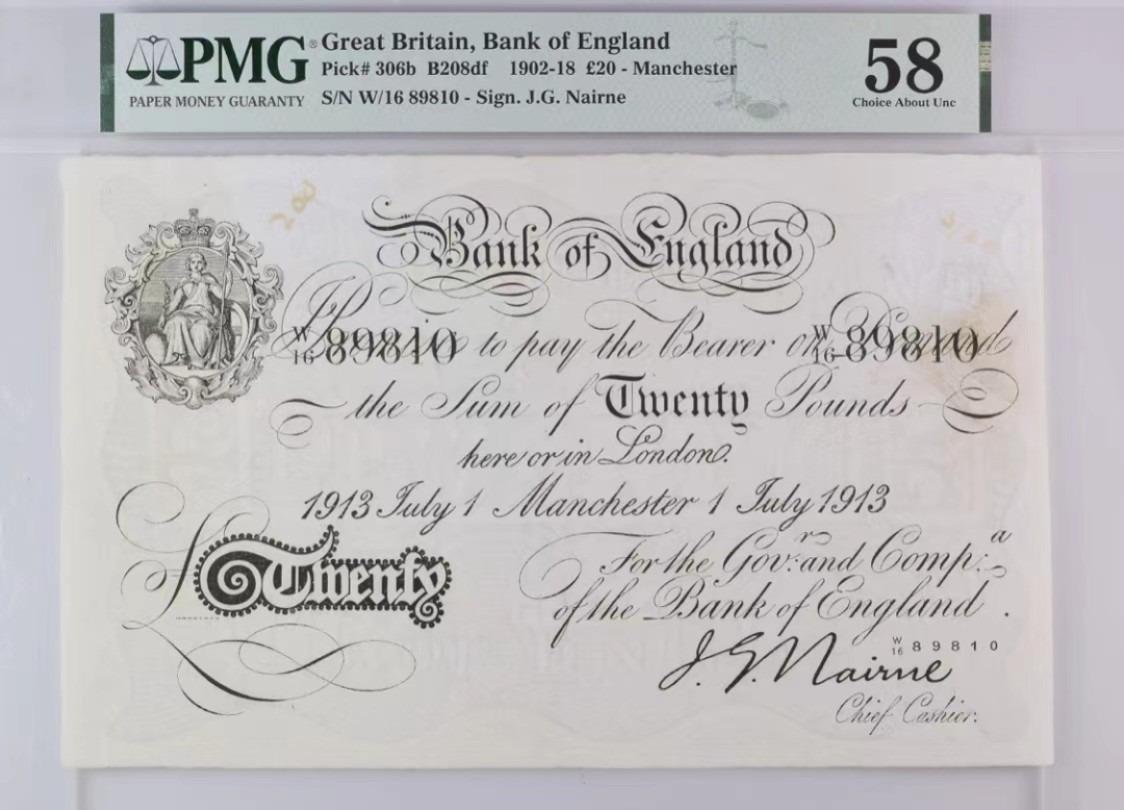 PMG®
PAPER MONEY GUARANTY
Great Britain, Bank of England
Pick# 306b B208df 1902-18 £20 - Manchester
S/N W/16 89810 - Sign. J.G. Nairne
58
Choice About Unc
200
Bank of England
W/16 89810 to pay the Bearer on Demand W/16 89810
the Sum of Twenty Pounds
here or in London.
1913 July 1 Manchester 1 July 1913
£Twenty
For the Gov.r and Comp.a
of the Bank of England.
W/16 89810
J. G. Nairne
Chief Cashier.